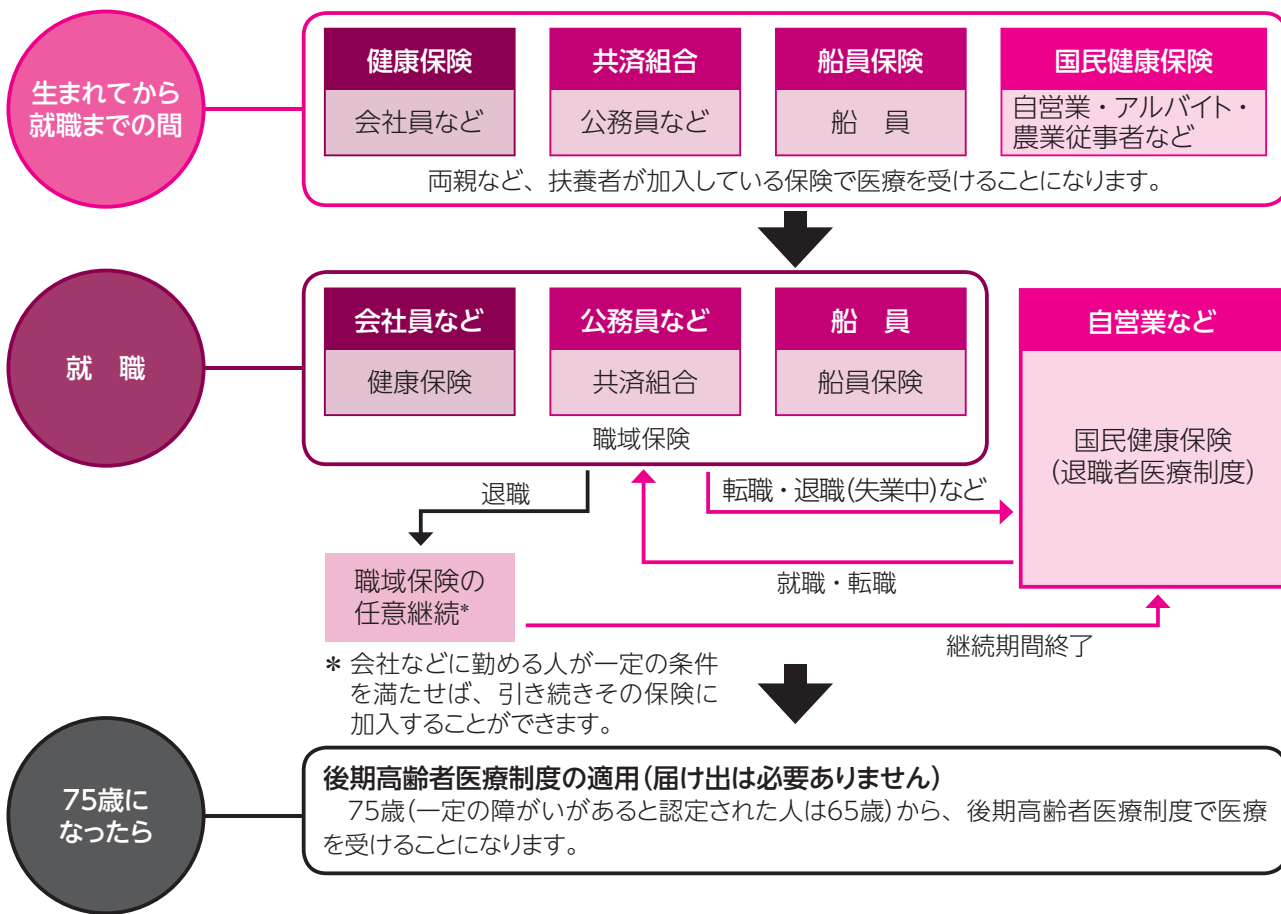 生まれてから
就職までの間
健康保険
会社員など
共済組合
公務員など
船員保険
船　員
国民健康保険
自営業・アルバイト・
農業従事者など
両親など、扶養者が加入している保険で医療を受けることになります。
就　職
会社員など
健康保険
公務員など
共済組合
船　員
船員保険
職域保険
自営業など
国民健康保険
(退職者医療制度)
退職
転職・退職(失業中)など
就職・転職
職域保険の
任意継続*
継続期間終了
* 会社などに勤める人が一定の条件
を満たせば、引き続きその保険に
加入することができます。
75歳に
なったら
後期高齢者医療制度の適用(届け出は必要ありません)
75歳(一定の障がいがあると認定された人は65歳)から、後期高齢者医療制度で医療
を受けることになります。